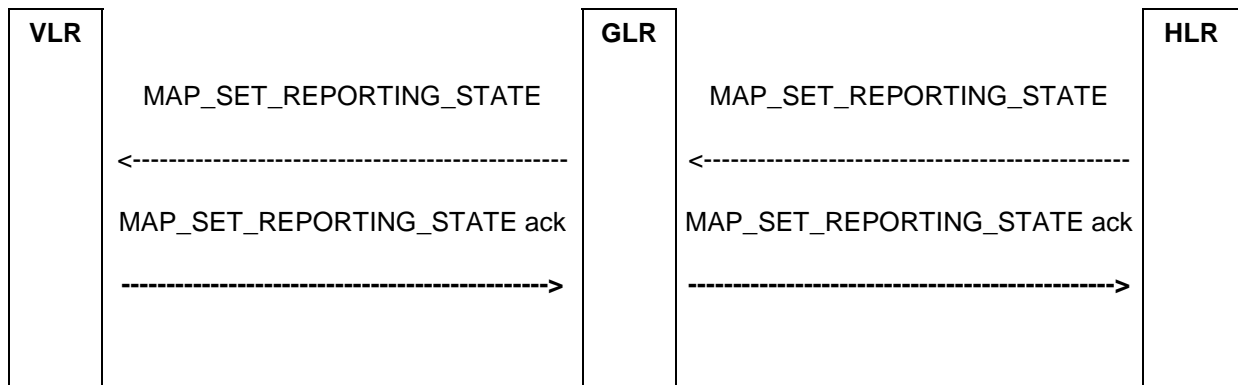 VLR GLR HLR
MAP_SET_REPORTING_STATE MAP_SET_REPORTING_STATE
<------------------------------------------------ <-----------------------------------------------
MAP_SET_REPORTING_STATE ack MAP_SET_REPORTING_STATE ack
-----------------------------------------------> ----------------------------------------------->